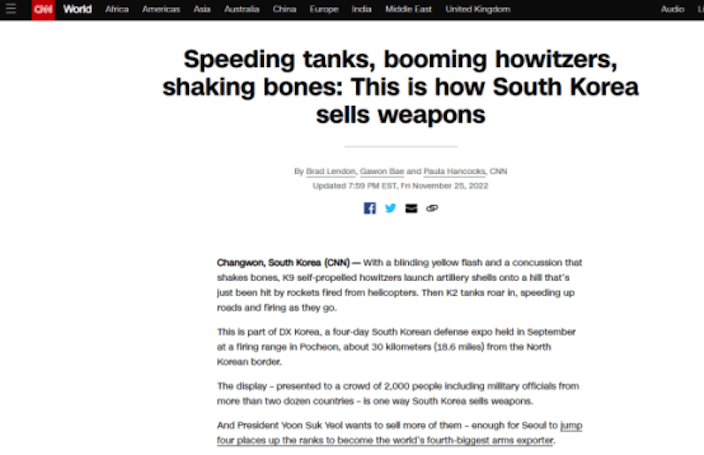 CNN World Africa Americas Asia Australia China Europe India Middle East United Kingdom Audio
Speeding tanks, booming howitzers,
shaking bones: This is how South Korea
sells weapons
By Brad Lendon, Gawon Bae and Paula Hancocks, CNN
Updated 7:59 PM EST, Fri November 25, 2022
Changwon, South Korea (CNN) — With a blinding yellow flash and a concussion that
shakes bones, K9 self-propelled howitzers launch artillery shells onto a hill that's
just been hit by rockets fired from helicopters. Then K2 tanks roar in, speeding up
roads and firing as they go.
This is part of DX Korea, a four-day South Korean defense expo held in September
at a firing range in Pocheon, about 30 kilometers (18.6 miles) from the North
Korean border.
The display – presented to a crowd of 2,000 people including military officials from
more than two dozen countries – is one way South Korea sells weapons.
And President Yoon Suk Yeol wants to sell more of them – enough for Seoul to jump
four places up the ranks to become the world's fourth-biggest arms exporter.